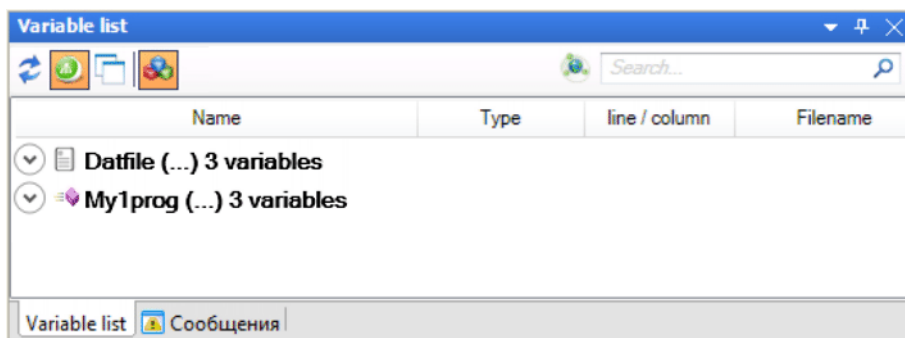 Variable list
Search...
Name Type line / column Filename
Datfile (...) 3 variables
My1prog (...) 3 variables
Variable list Сообщения